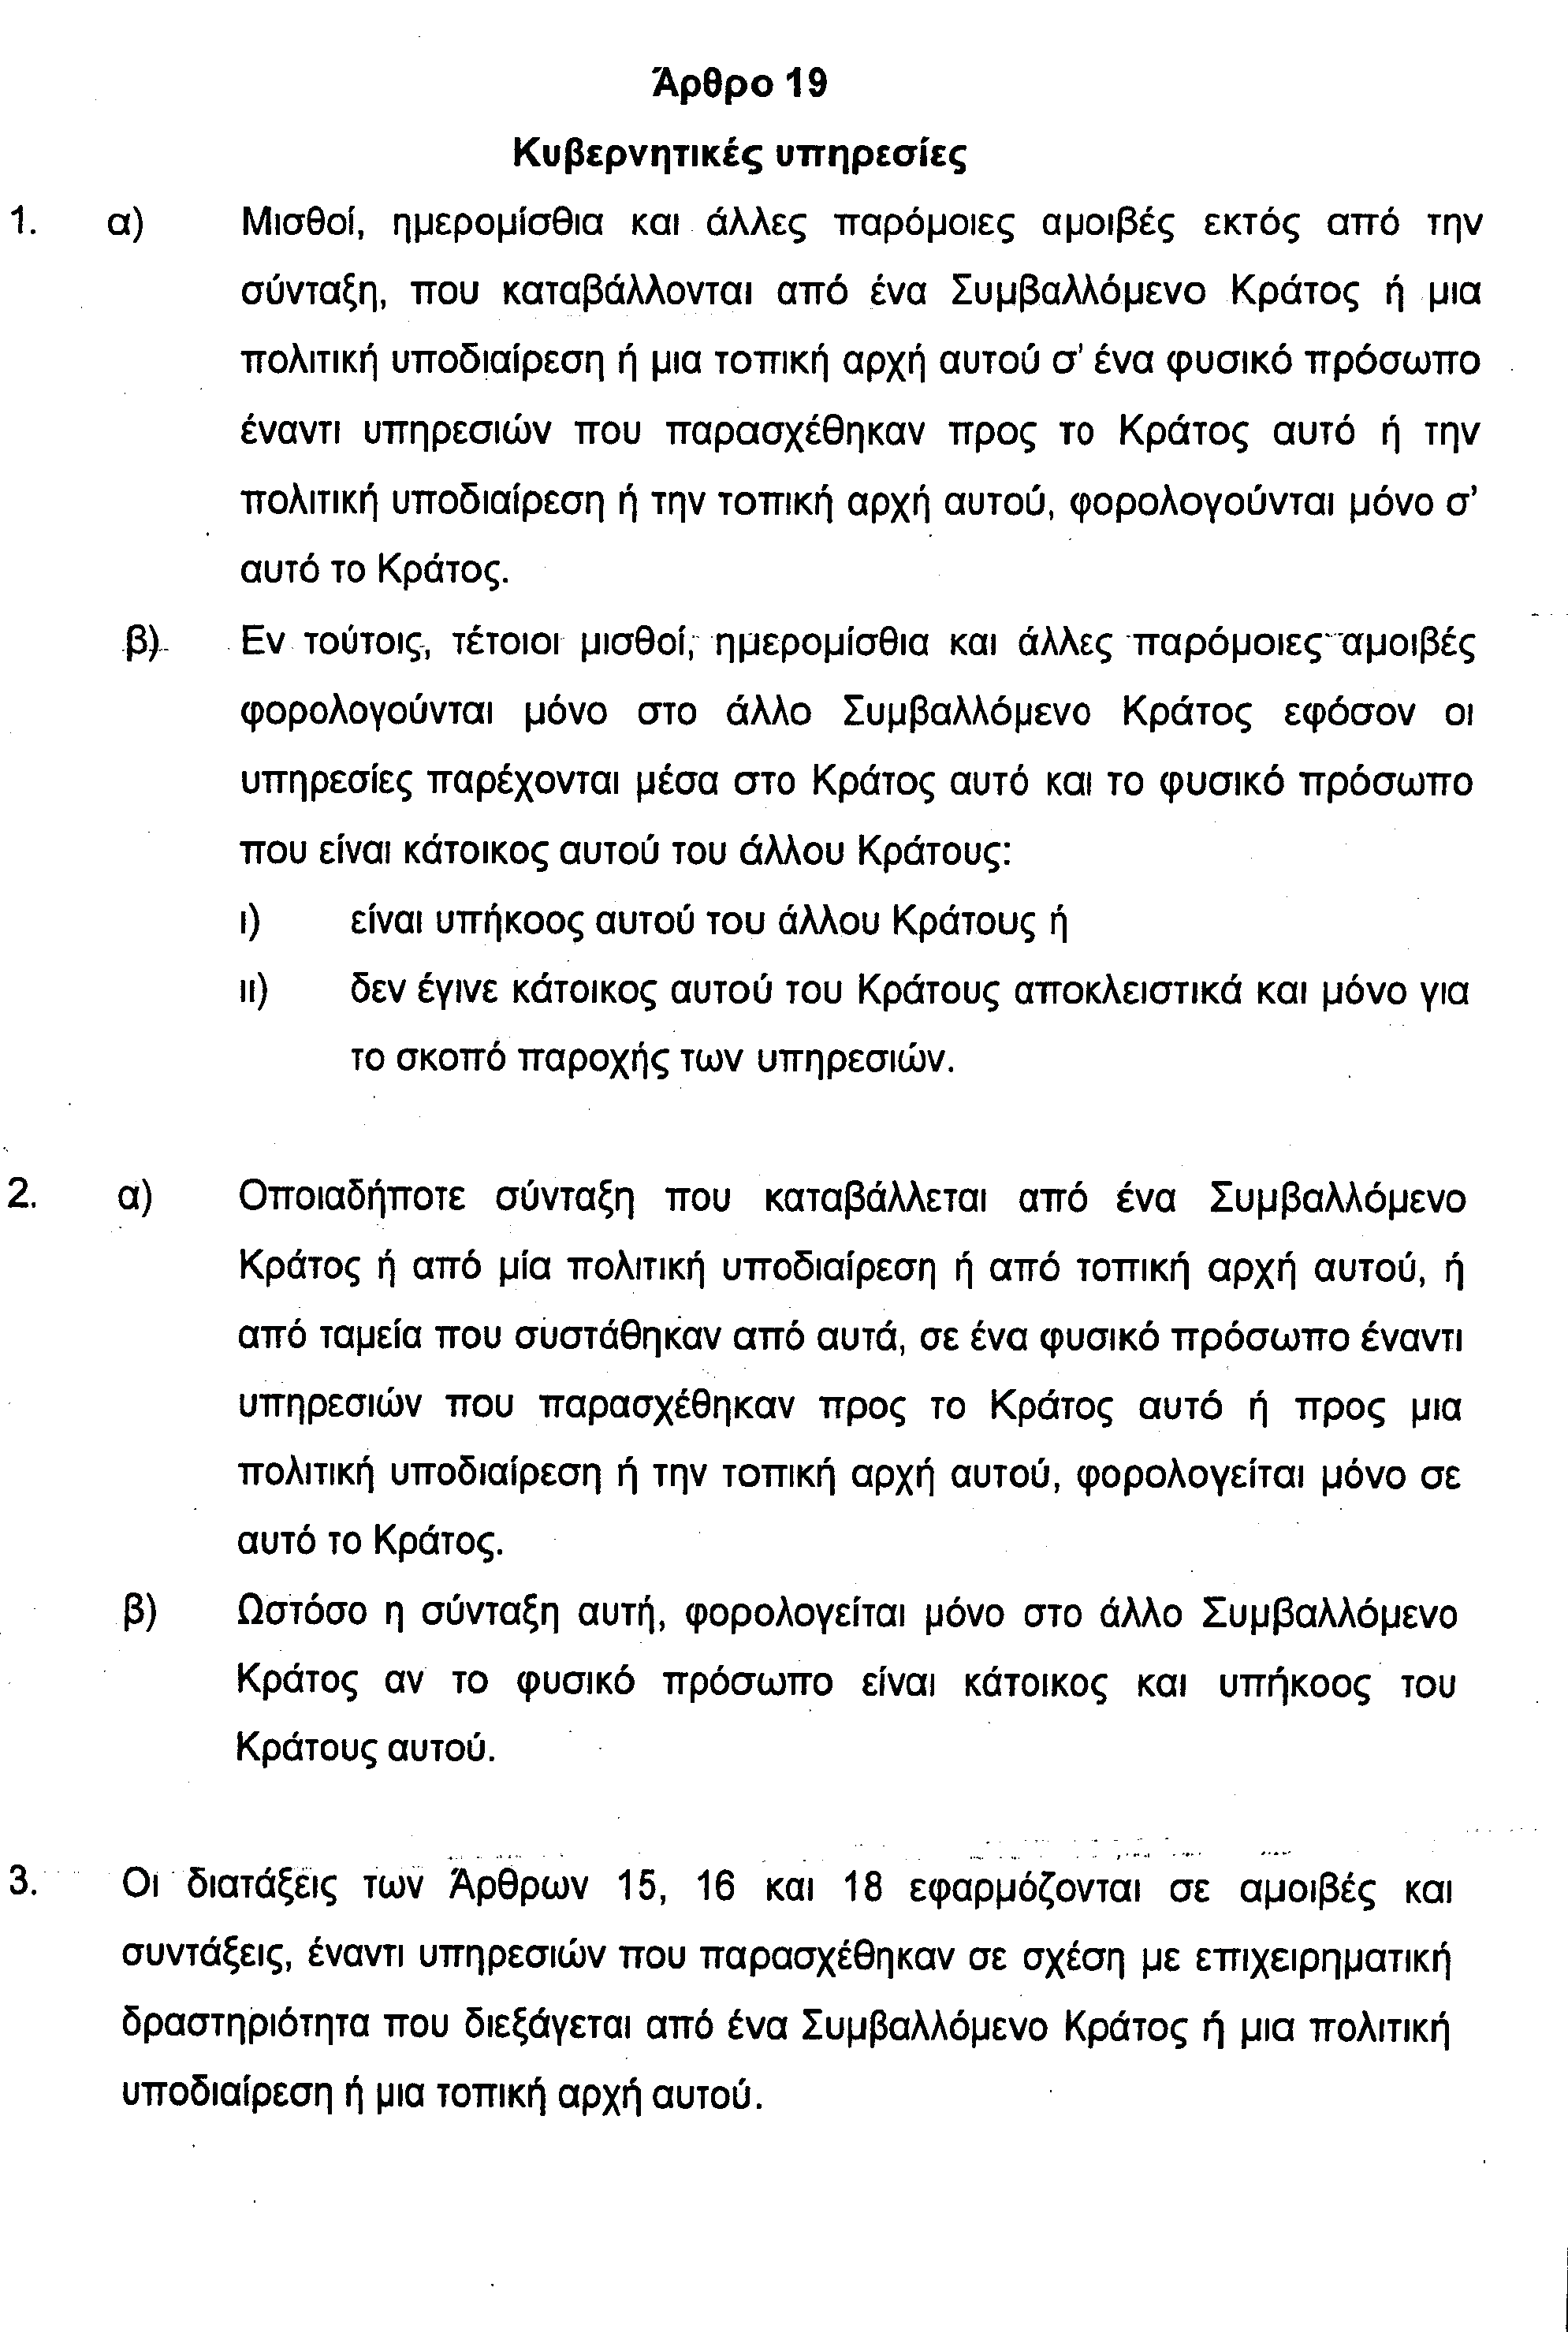 Άρθρο 19
Κυβερνητικές υπηρεσίες
1. α) Μισθοί, ημερομίσθια και άλλες παρόμοιες αμοιβές εκτός από την
σύνταξη, που καταβάλλονται από ένα Συμβαλλόμενο Κράτος ή μια
πολιτική υποδιαίρεση ή μια τοπική αρχή αυτού σ' ένα φυσικό πρόσωπο
έναντι υπηρεσιών που παρασχέθηκαν προς το Κράτος αυτό ή την
πολιτική υποδιαίρεση ή την τοπική αρχή αυτού, φορολογούνται μόνο σ'
αυτό το Κράτος.
β) Εν τούτοις, τέτοιοι μισθοί, ημερομίσθια και άλλες παρόμοιες αμοιβές
φορολογούνται μόνο στο άλλο Συμβαλλόμενο Κράτος εφόσον οι
υπηρεσίες παρέχονται μέσα στο Κράτος αυτό και το φυσικό πρόσωπο
που είναι κάτοικος αυτού του άλλου Κράτους:
ι) είναι υπήκοος αυτού του άλλου Κράτους ή
ιι) δεν έγινε κάτοικος αυτού του Κράτους αποκλειστικά και μόνο για
το σκοπό παροχής των υπηρεσιών.
2. α) Οποιαδήποτε σύνταξη που καταβάλλεται από ένα Συμβαλλόμενο
Κράτος ή από μία πολιτική υποδιαίρεση ή από τοπική αρχή αυτού, ή
από ταμεία που συστάθηκαν από αυτά, σε ένα φυσικό πρόσωπο έναντι
υπηρεσιών που παρασχέθηκαν προς το Κράτος αυτό ή προς μια
πολιτική υποδιαίρεση ή την τοπική αρχή αυτού, φορολογείται μόνο σε
αυτό το Κράτος.
β) Ωστόσο η σύνταξη αυτή, φορολογείται μόνο στο άλλο Συμβαλλόμενο
Κράτος αν το φυσικό πρόσωπο είναι κάτοικος και υπήκοος του
Κράτους αυτού.
3. Οι διατάξεις των Άρθρων 15, 16 και 18 εφαρμόζονται σε αμοιβές και
συντάξεις, έναντι υπηρεσιών που παρασχέθηκαν σε σχέση με επιχειρηματική
δραστηριότητα που διεξάγεται από ένα Συμβαλλόμενο Κράτος ή μια πολιτική
υποδιαίρεση ή μια τοπική αρχή αυτού.